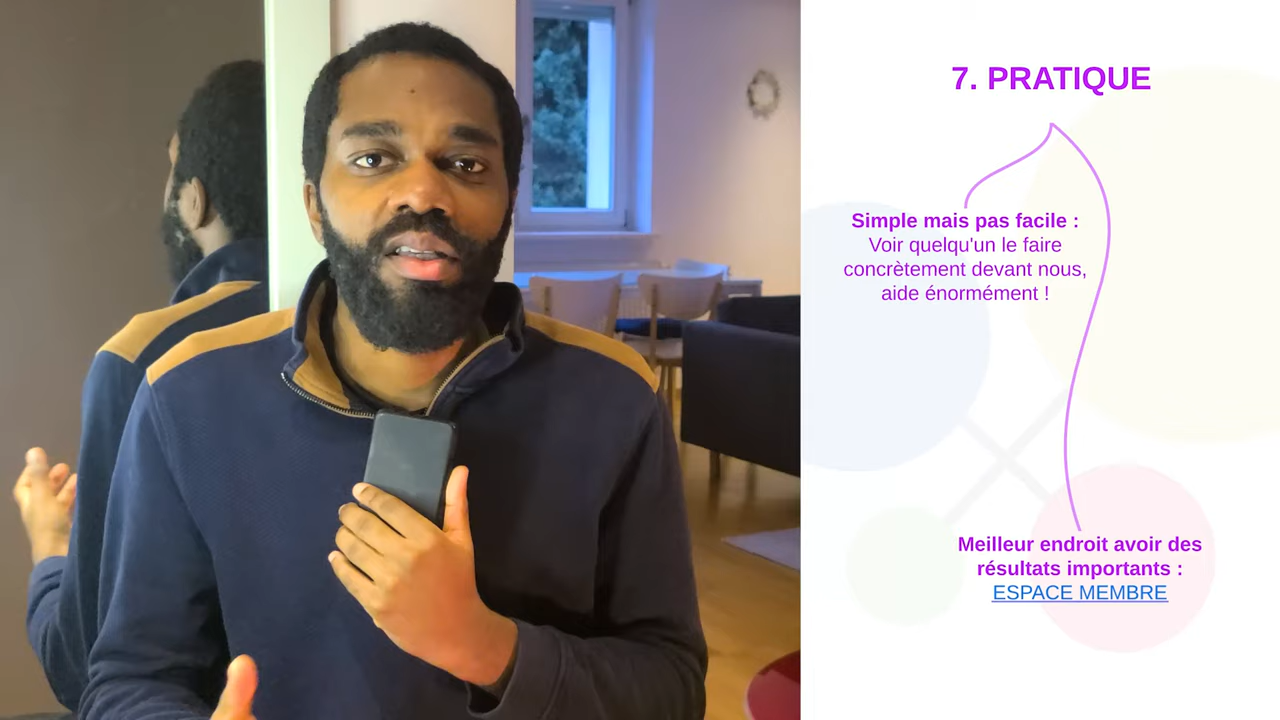 7. PRATIQUE
Simple mais pas facile :
Voir quelqu'un le faire
concrètement devant nous,
aide énormément !
Meilleur endroit avoir des
résultats importants :
ESPACE MEMBRE